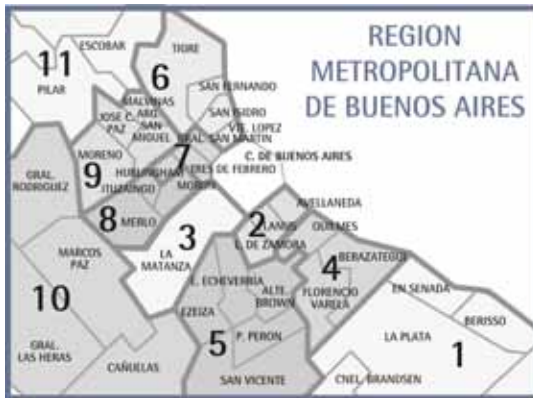 REGION
METROPOLITANA
DE BUENOS AIRES
11
ESCOBAR
PILAR
TIGRE
6
SAN FERNANDO
MALVINAS
ARG.
JOSE C.
PAZ
SAN
MIGUEL
SAN ISIDRO
VTE. LOPEZ
GRAL. SAN MARTIN
C. DE BUENOS AIRES
7
TRES DE FEBRERO
MORENO
9
HURLINGHAM
ITUZAINGO
MORON
GRAL.
RODRIGUEZ
8
MERLO
3
LA
MATANZA
2
LANUS
AVELLANEDA
L. DE ZAMORA
QUILMES
4
BERAZATEGUI
FLORENCIO
VARELA
MARCOS
PAZ
10
GRAL.
LAS HERAS
CAÑUELAS
E. ECHEVERRIA
EZEIZA
ALTE.
BROWN
5
P. PERON
SAN VICENTE
EN SENADA
BERISSO
LA PLATA
1
CNEL. BRANDSEN